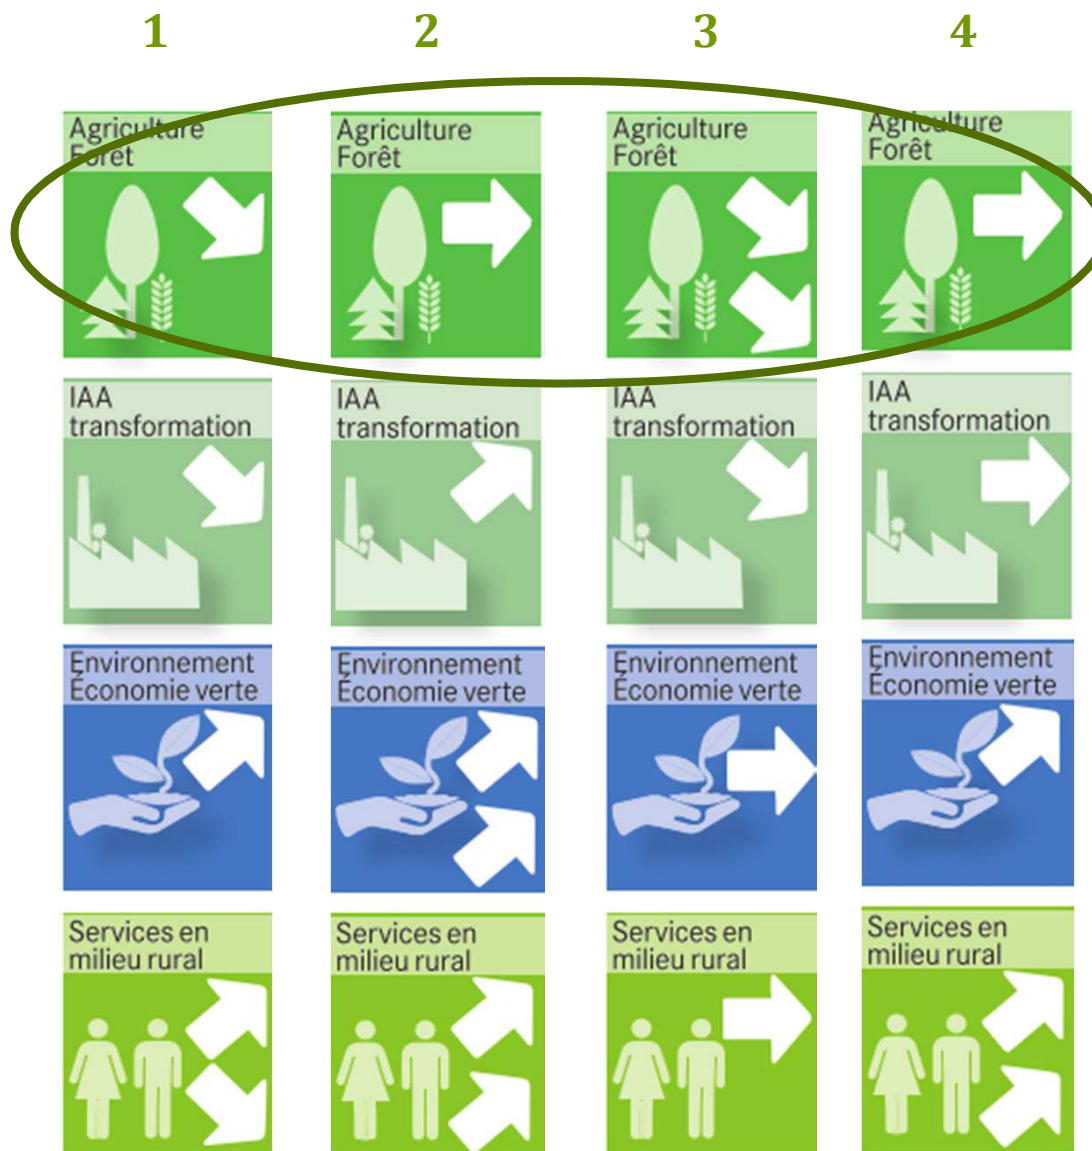 1 2 3 4
Agriculture Agriculture Agriculture Agriculture
Forêt Forêt Forêt Forêt
IAA IAA IAA IAA
transformation transformation transformation transformation
Environnement Environnement Environnement Environnement
Économie verte Économie verte Économie verte Économie verte
Services en Services en Services en Services en
milieu rural milieu rural milieu rural milieu rural